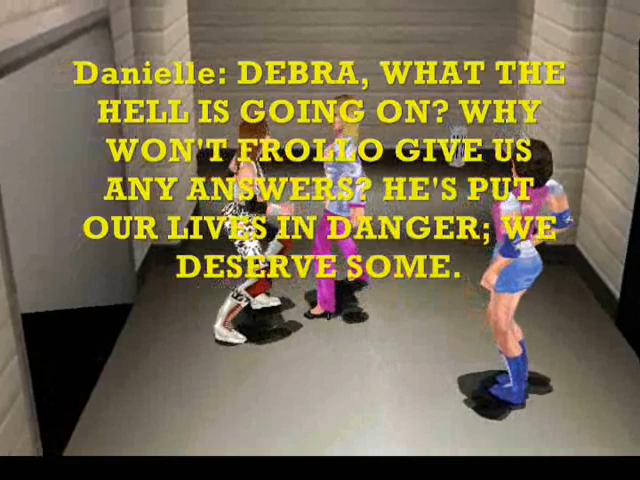 Danielle: DEBRA, WHAT THE
HELL IS GOING ON? WHY
WON'T FROLLO GIVE US
ANY ANSWERS? HE'S PUT
OUR LIVES IN DANGER; WE
DESERVE SOME.